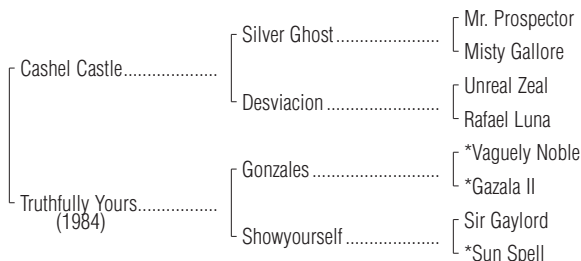 Mr. Prospector
Silver Ghost......................
Misty Gallore
Cashel Castle....................
Unreal Zeal
Desviacion........................
Rafael Luna
*Vaguely Noble
Gonzales...........................
*Gazala II
Truthfully Yours.................
(1984)
Sir Gaylord
Showyourself....................
*Sun Spell